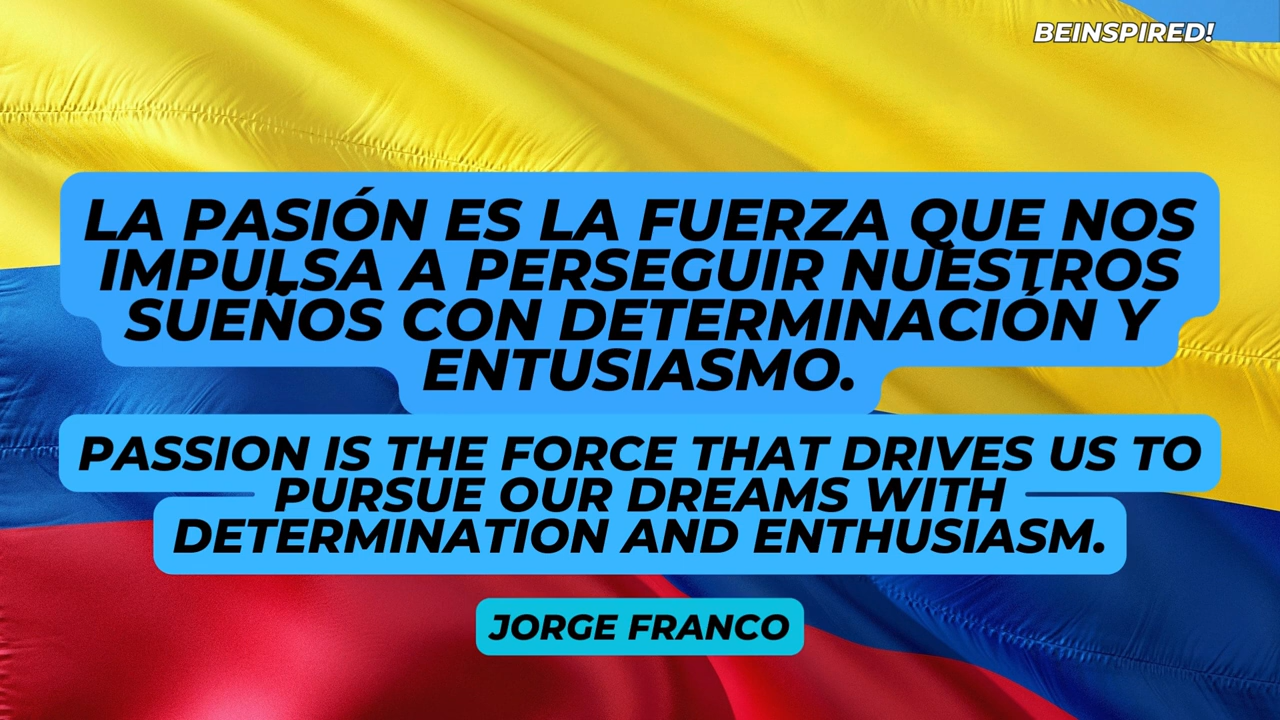 BEINSPIRED!
LA PASIÓN ES LA FUERZA QUE NOS
IMPULSA A PERSEGUIR NUESTROS
SUEÑOS CON DETERMINACIÓN Y
ENTUSIASMO.
PASSION IS THE FORCE THAT DRIVES US TO
PURSUE OUR DREAMS WITH
DETERMINATION AND ENTHUSIASM.
JORGE FRANCO